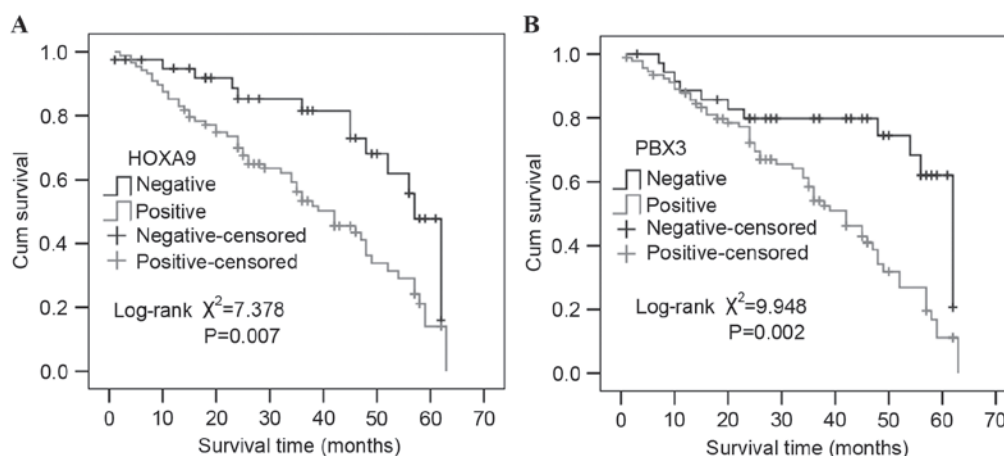 A
Cum survival
1.0
0.8
0.6
0.4
0.2
0.0
HOXA9
Negative
Positive
Negative-censored
Positive-censored
Log-rank X²=7.378
P=0.007
0 10 20 30 40 50 60 70
Survival time (months)
B
Cum survival
1.0
0.8
0.6
0.4
0.2
0.0
PBX3
Negative
Positive
Negative-censored
Positive-censored
Log-rank X²=9.948
P=0.002
0 10 20 30 40 50 60 70
Survival time (months)